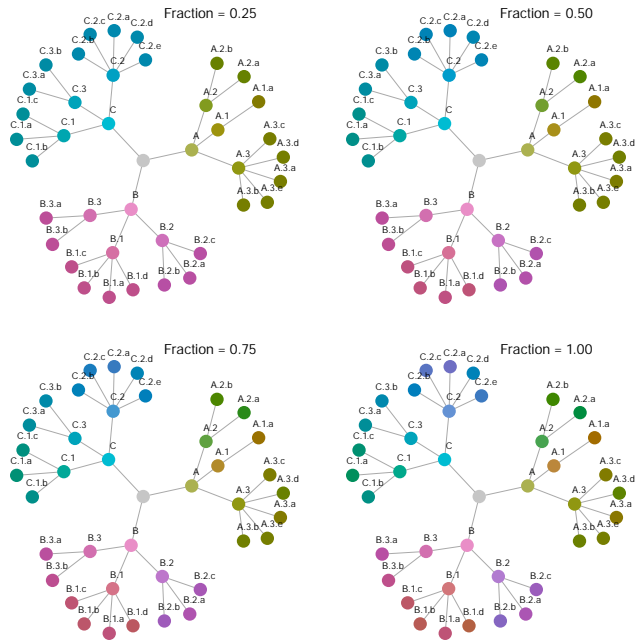 Fraction = 0.25
C.2.c
C.2.a
C.2.d
C.2.b
C.2.e
C.2
C.3.b
C.3.a
C.3
C.1.c
C.1.a
C.1
C.1.b
C
A.2.b
A.2.a
A.1.a
A.2
A.1
A
A.3.c
A.3.d
A.3
A.3.a
A.3.b
A.3.e
B
B.3.a
B.3
B.3.b
B.2
B.2.c
B.1
B.1.c
B.1.b
B.1.a
B.1.d
B.2.b
B.2.a
Fraction = 0.50
C.2.c
C.2.a
C.2.d
C.2.b
C.2.e
C.2
C.3.b
C.3.a
C.3
C.1.c
C.1.a
C.1
C.1.b
C
A.2.b
A.2.a
A.1.a
A.2
A.1
A
A.3.c
A.3.d
A.3
A.3.a
A.3.b
A.3.e
B
B.3.a
B.3
B.3.b
B.2
B.2.c
B.1
B.1.c
B.1.b
B.1.a
B.1.d
B.2.b
B.2.a
Fraction = 0.75
C.2.c
C.2.a
C.2.d
C.2.b
C.2.e
C.2
C.3.b
C.3.a
C.3
C.1.c
C.1.a
C.1
C.1.b
C
A.2.b
A.2.a
A.1.a
A.2
A.1
A
A.3.c
A.3.d
A.3
A.3.a
A.3.b
A.3.e
B
B.3.a
B.3
B.3.b
B.2
B.2.c
B.1
B.1.c
B.1.b
B.1.a
B.1.d
B.2.b
B.2.a
Fraction = 1.00
C.2.c
C.2.a
C.2.d
C.2.b
C.2.e
C.2
C.3.b
C.3.a
C.3
C.1.c
C.1.a
C.1
C.1.b
C
A.2.b
A.2.a
A.1.a
A.2
A.1
A
A.3.c
A.3.d
A.3
A.3.a
A.3.b
A.3.e
B
B.3.a
B.3
B.3.b
B.2
B.2.c
B.1
B.1.c
B.1.b
B.1.a
B.1.d
B.2.b
B.2.a